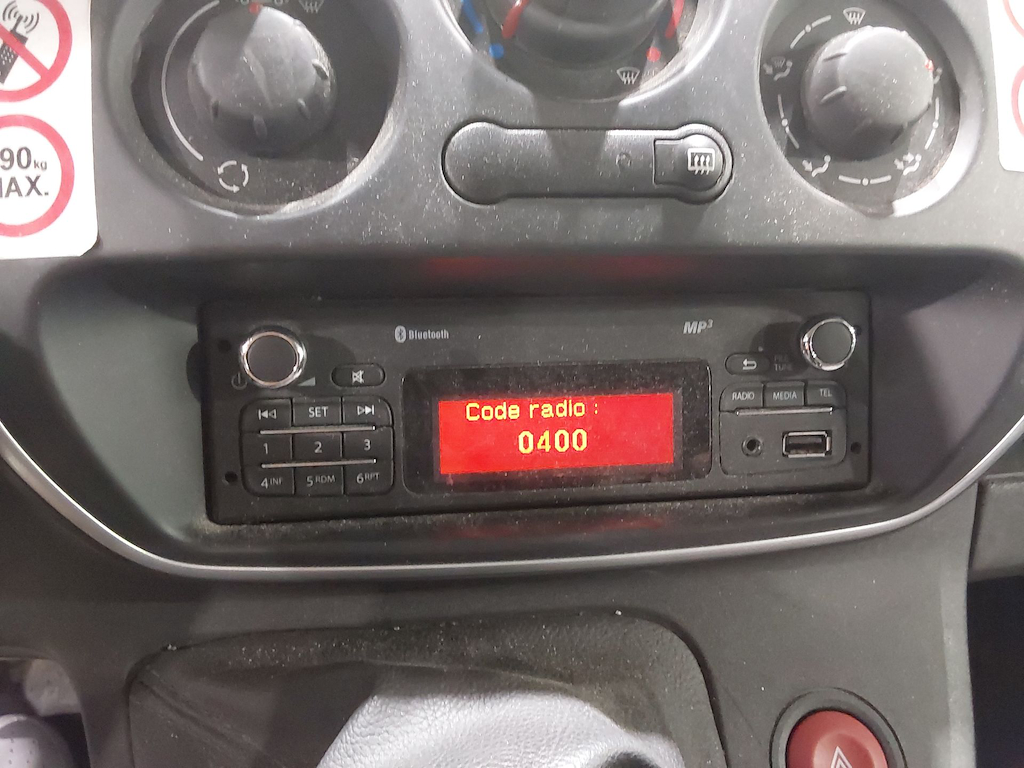 90kg
MAX.
Bluetooth
MP3
SET
1 2 3
4 INF 5 RDM 6 RPT
Code radio :
0400
RADIO MEDIA TEL